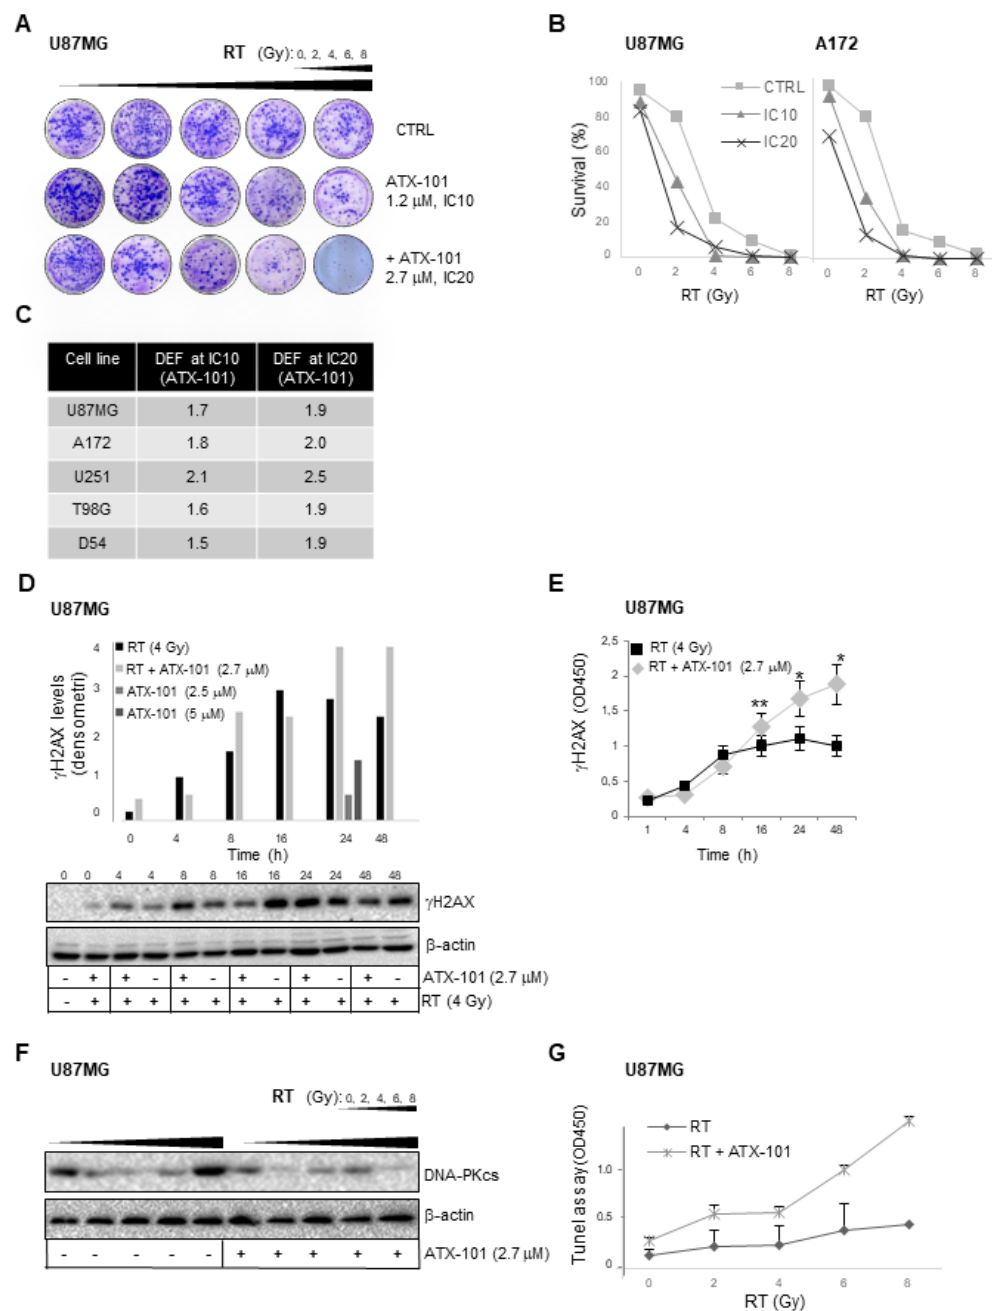 A
U87MG
RT (Gy): 0, 2, 4, 6, 8
CTRL
ATX-101
1.2 µM, IC10
+ ATX-101
2.7 µM, IC20
B
U87MG
A172
Survival (%)
100
80
60
40
20
0
CTRL
IC10
IC20
0 2 4 6 8
RT (Gy)
0 2 4 6 8
RT (Gy)
C
Cell line DEF at IC10 (ATX-101) DEF at IC20 (ATX-101)
U87MG 1.7 1.9
A172 1.8 2.0
U251 2.1 2.5
T98G 1.6 1.9
D54 1.5 1.9
D
U87MG
γH2AX levels
(densometri)
4
3
2
1
0
RT (4 Gy)
RT + ATX-101 (2.7 µM)
ATX-101 (2.5 µM)
ATX-101 (5 µM)
0 4 8 16 24 48
Time (h)
0 0 4 4 8 8 16 16 24 24 48 48
γH2AX
β-actin
- + + - + - + - + - + - ATX-101 (2.7 µM)
- + + + + + + + + + + + RT (4 Gy)
E
U87MG
γH2AX (OD450)
2,5
2
1,5
1
0,5
0
RT (4 Gy)
RT + ATX-101 (2.7 µM)
** * *
1 4 8 16 24 48
Time (h)
F
U87MG
RT (Gy): 0, 2, 4, 6, 8
DNA-PKcs
β-actin
- - - - - + + + + + ATX-101 (2.7 µM)
G
U87MG
Tunel assay (OD450)
1.0
0.5
0
RT
RT + ATX-101
0 2 4 6 8
RT (Gy)